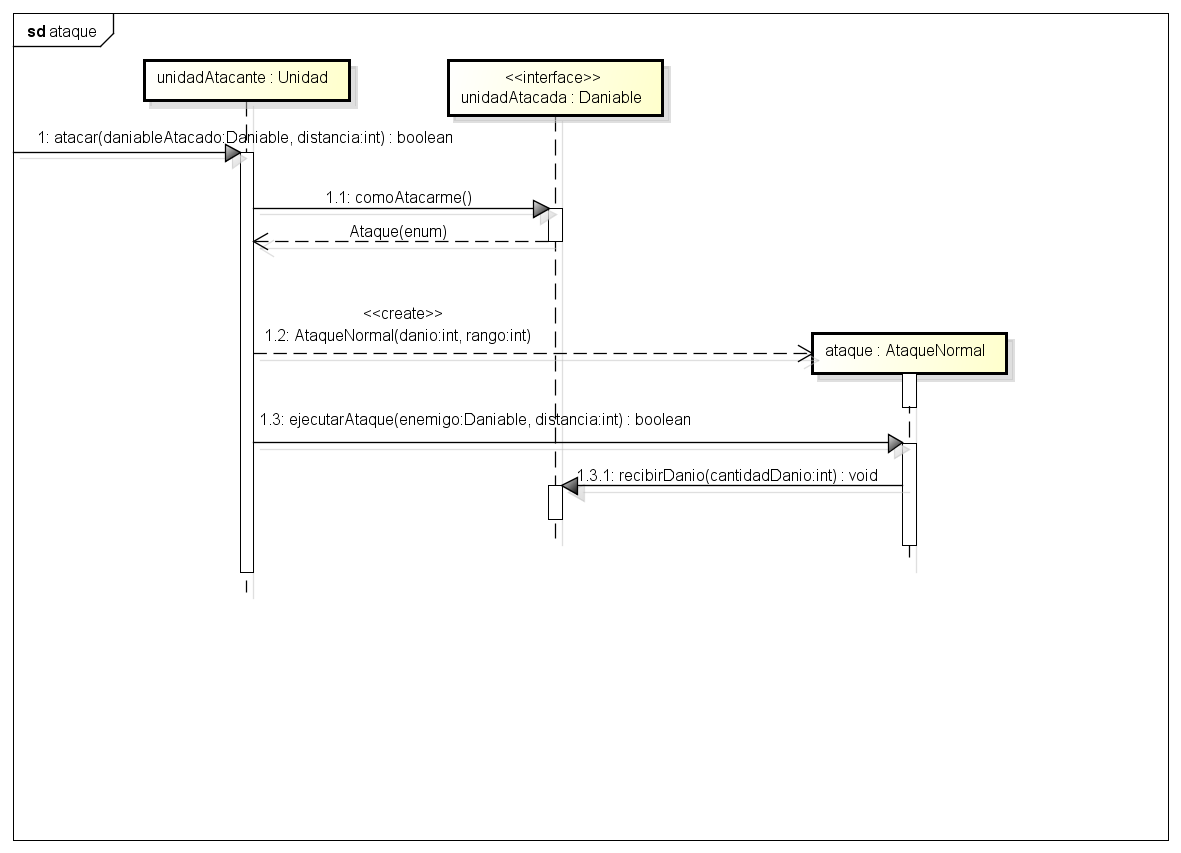 sd ataque
unidadAtacante : Unidad
<<interface>>
unidadAtacada : Daniable
1: atacar(daniableAtacado:Daniable, distancia:int) : boolean
1.1: comoAtacarme()
Ataque(enum)
<<create>>
1.2: AtaqueNormal(danio:int, rango:int)
ataque : AtaqueNormal
1.3: ejecutarAtaque(enemigo:Daniable, distancia:int) : boolean
1.3.1: recibirDanio(cantidadDanio:int) : void